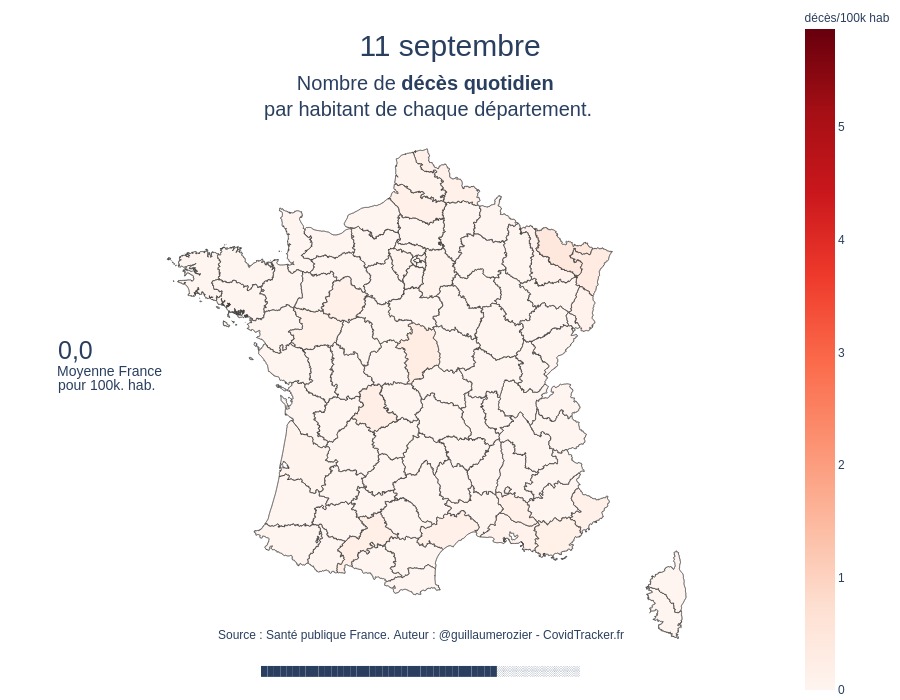 décès/100k hab
11 septembre
Nombre de décès quotidien
par habitant de chaque département.
5
4
0,0
Moyenne France
pour 100k. hab.
3
2
1
Source : Santé publique France. Auteur : @guillaumerozier - CovidTracker.fr
0